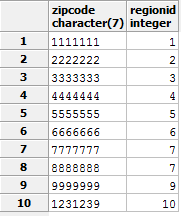 zipcode regionid
character(7) integer
1 1111111 1
2 2222222 2
3 3333333 3
4 4444444 4
5 5555555 5
6 6666666 6
7 7777777 7
8 8888888 7
9 9999999 9
10 1231239 10